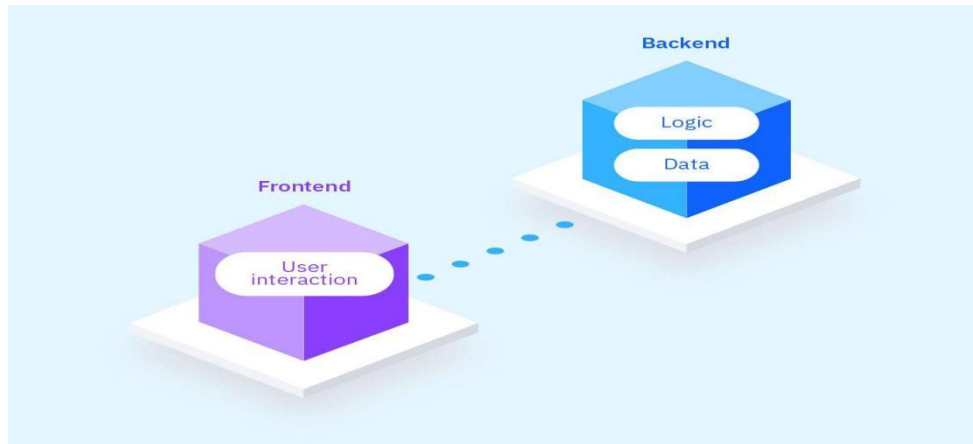 Backend
Logic
Data
Frontend
User
interaction